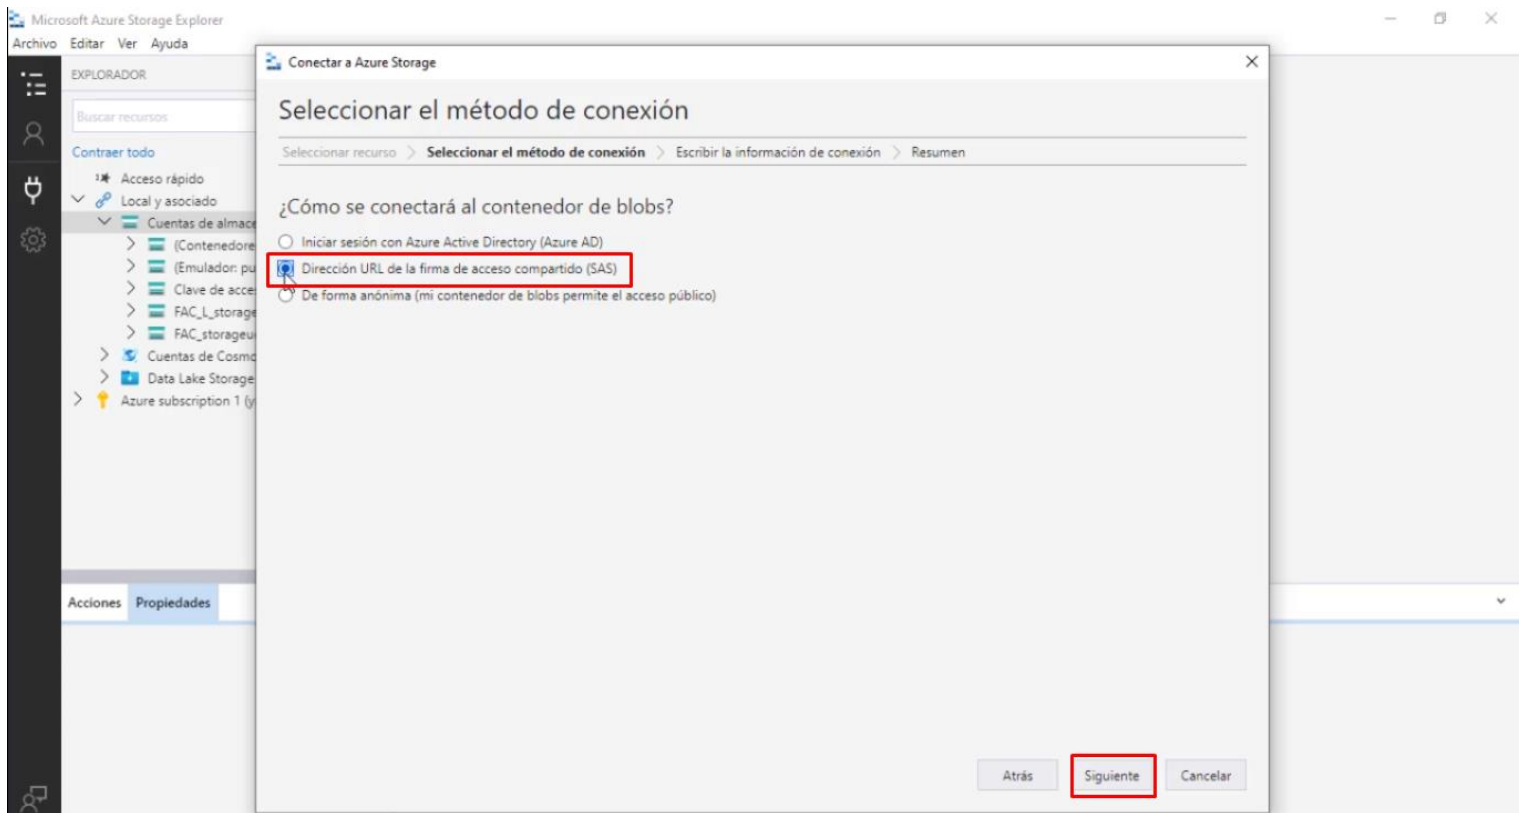 Microsoft Azure Storage Explorer
Archivo Editar Ver Ayuda
EXPLORADOR
Buscar recursos
Contraer todo
Acceso rápido
Local y asociado
Cuentas de almace
(Contenedore
(Emulador: pu
Clave de acce
FAC_L_storage
FAC_storageu
Cuentas de Cosmo
Data Lake Storage
Azure subscription 1 (y
Acciones Propiedades
Conectar a Azure Storage
Seleccionar el método de conexión
Seleccionar recurso > Seleccionar el método de conexión > Escribir la información de conexión > Resumen
¿Cómo se conectará al contenedor de blobs?
Iniciar sesión con Azure Active Directory (Azure AD)
Dirección URL de la firma de acceso compartido (SAS)
De forma anónima (mi contenedor de blobs permite el acceso público)
Atrás Siguiente Cancelar